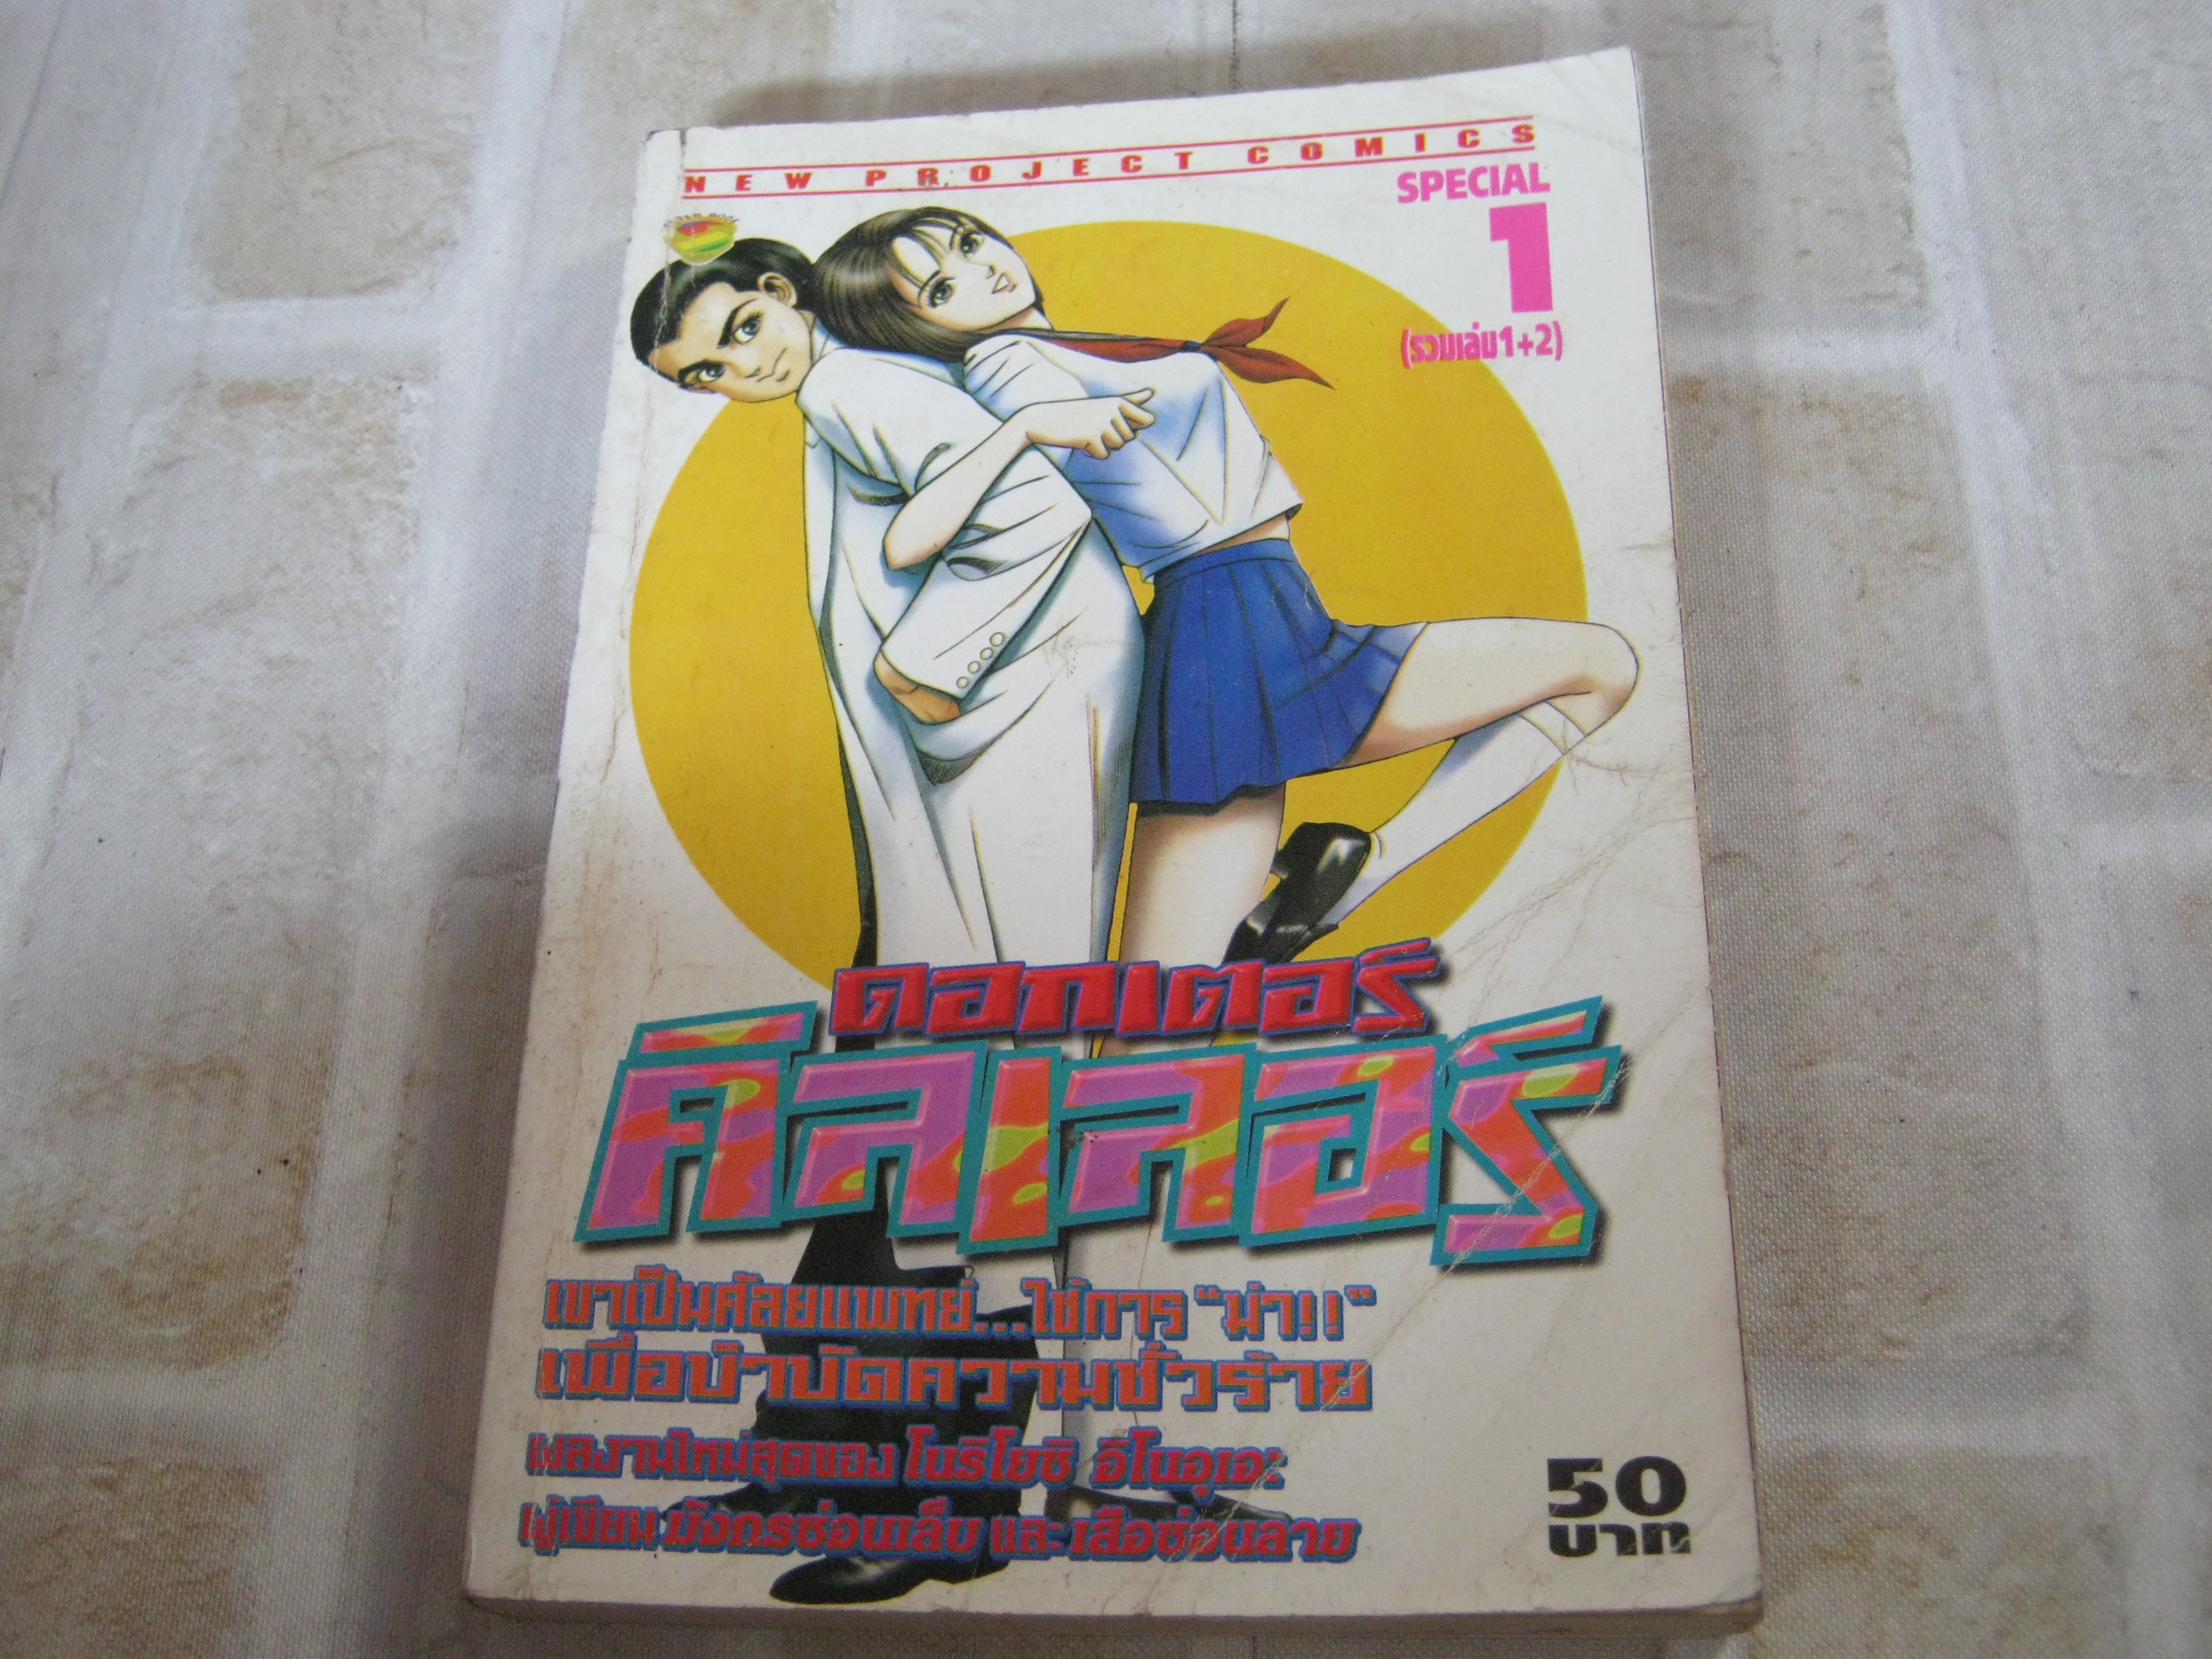 NEW PROJECT COMICS
SPECIAL
1
(รวมเล่ม1+2)
ดอกเตอร์
คิลเลอร์
เขาเป็นศัลยแพทย์...ใช้การ "ฆ่า!!"
เพื่อบำบัดความชั่วร้าย
ผลงานใหม่สุดของ โนริโยชิ อิโนอุเอะ
ผู้เขียน มังกรซ่อนเล็บ และ เสือซ่อนลาย
50
บาท